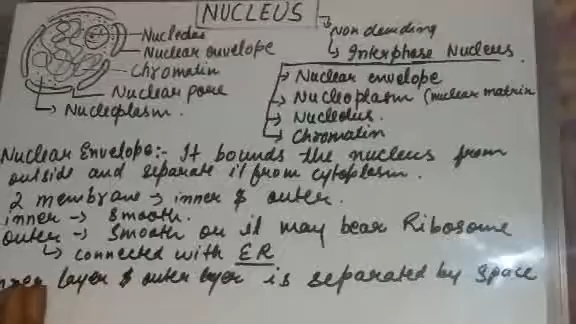 NUCLEUS
Non deviding
Interphase Nucleus
Nucleolus
Nuclear envelope
Chromatin
Nuclear pore
Nucleoplasm.
Nuclear envelope
Nucleoplasm (nuclear matrix
Nucleolus.
Chromatin
Nuclear Envelope:- It bounds the nucleus from
outside and separate it from cytoplasm.
2 membrane → inner & outer.
inner → smooth.
outer → smooth or it may bear Ribosome
connected with ER
nner layer & outer layer is separated by space